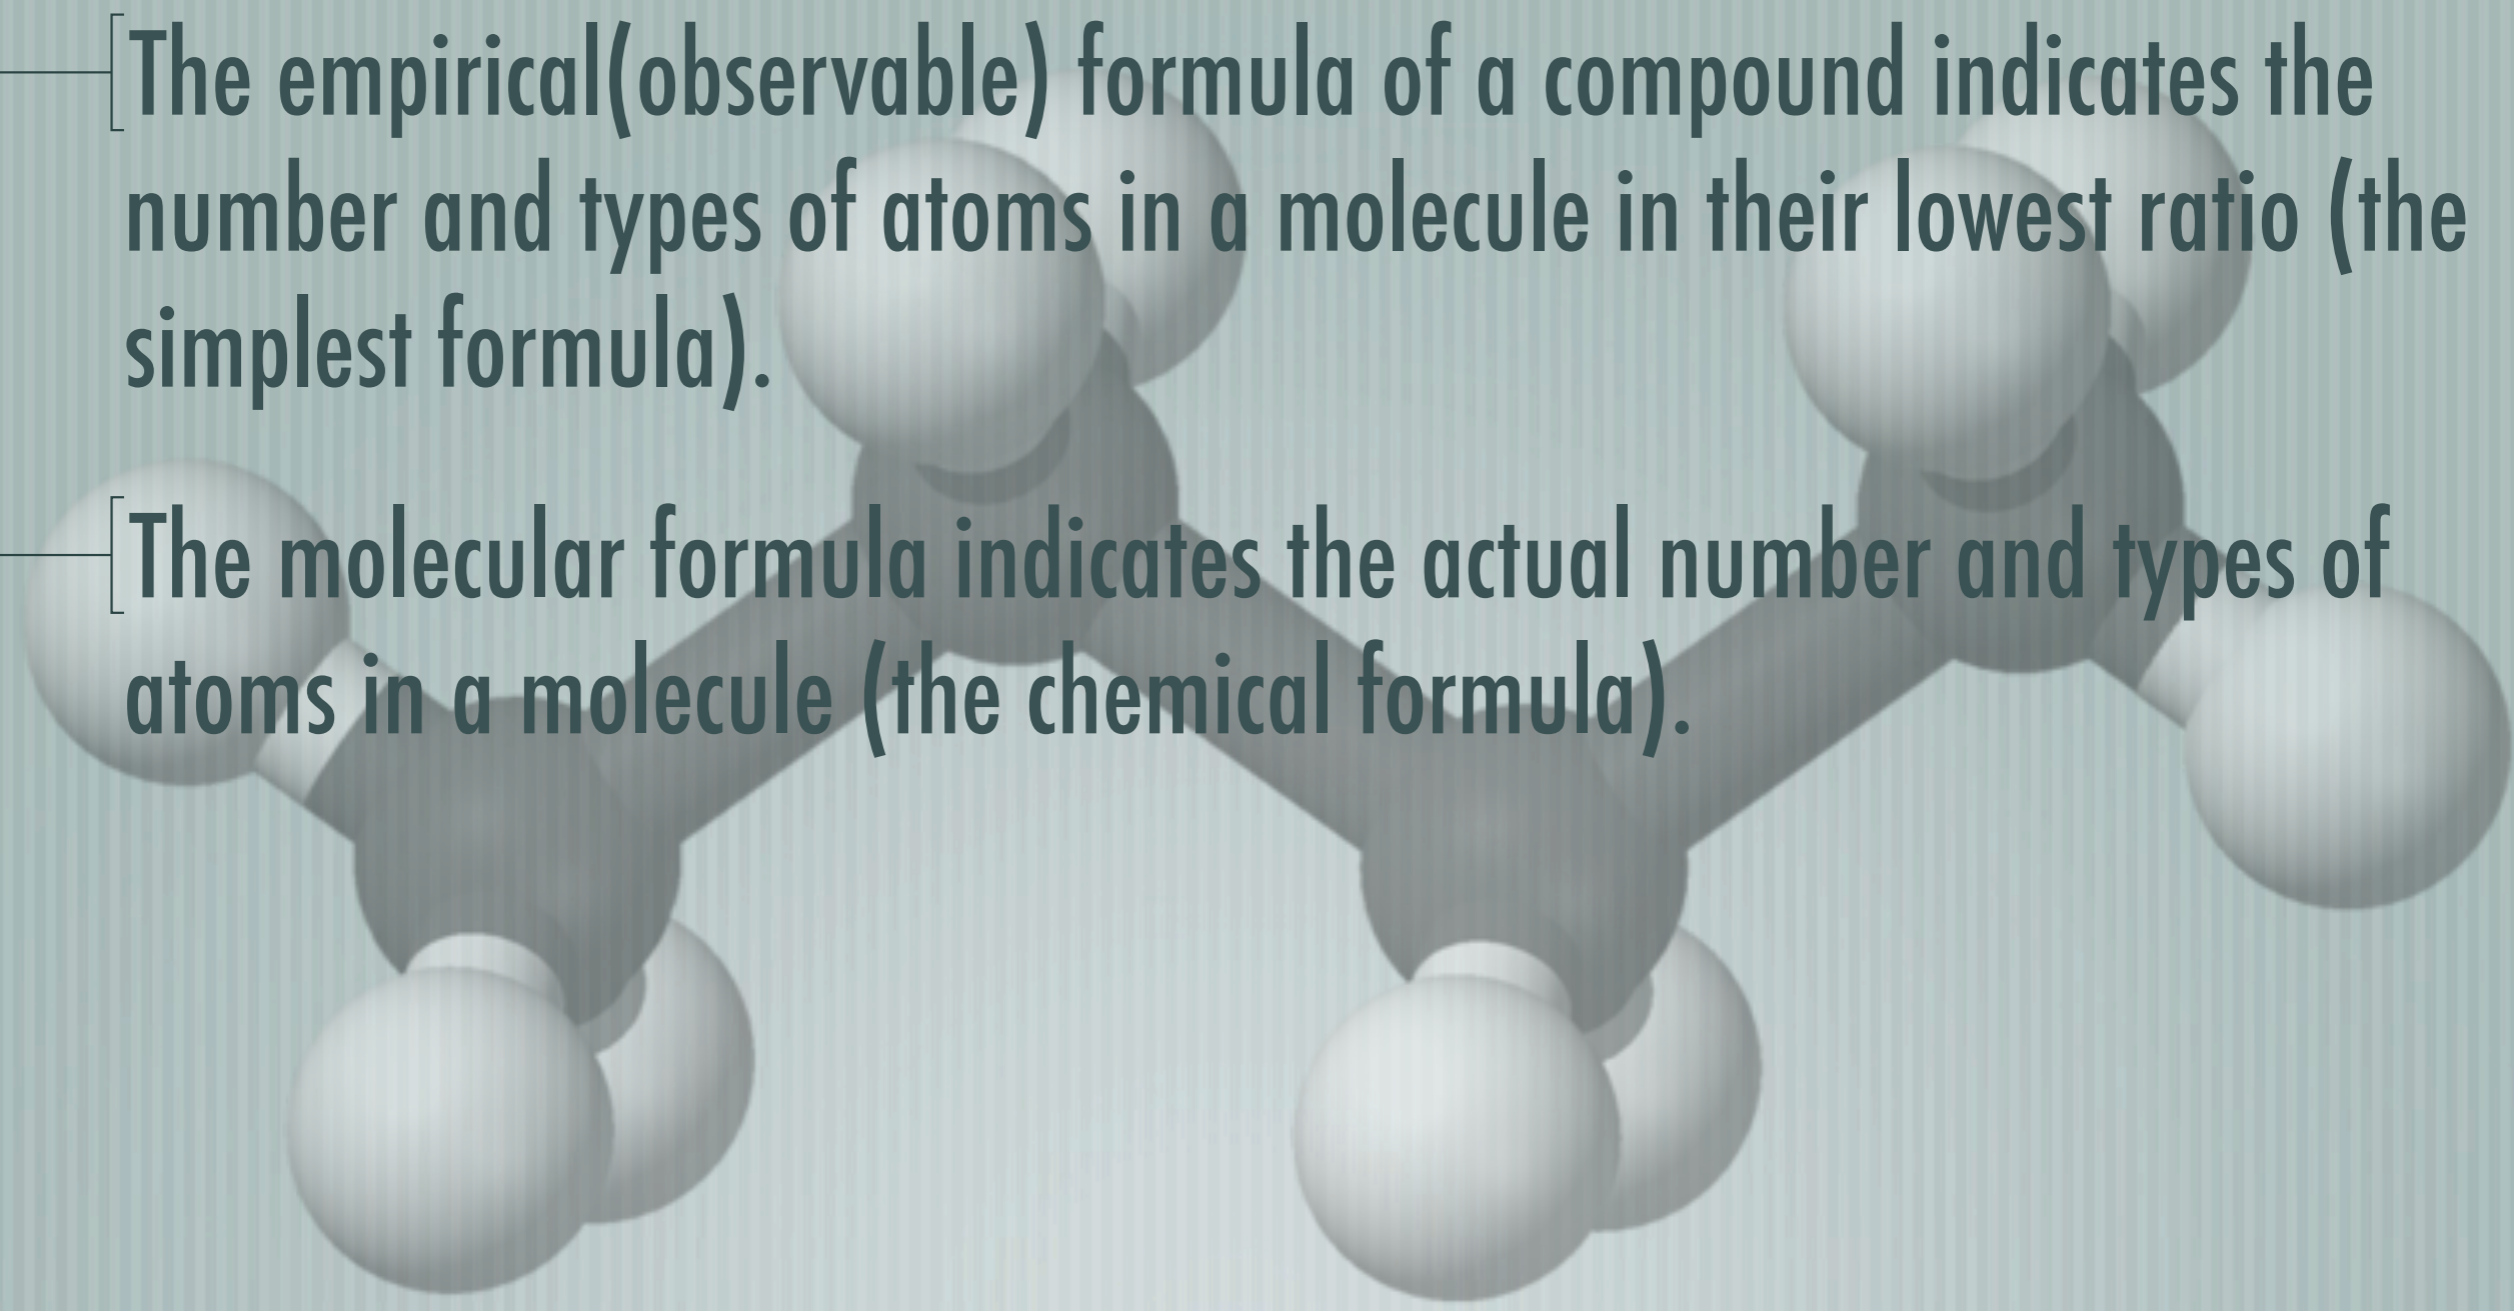 The empirical(observable) formula of a compound indicates the
number and types of atoms in a molecule in their lowest ratio (the
simplest formula).
The molecular formula indicates the actual number and types of
atoms in a molecule (the chemical formula).